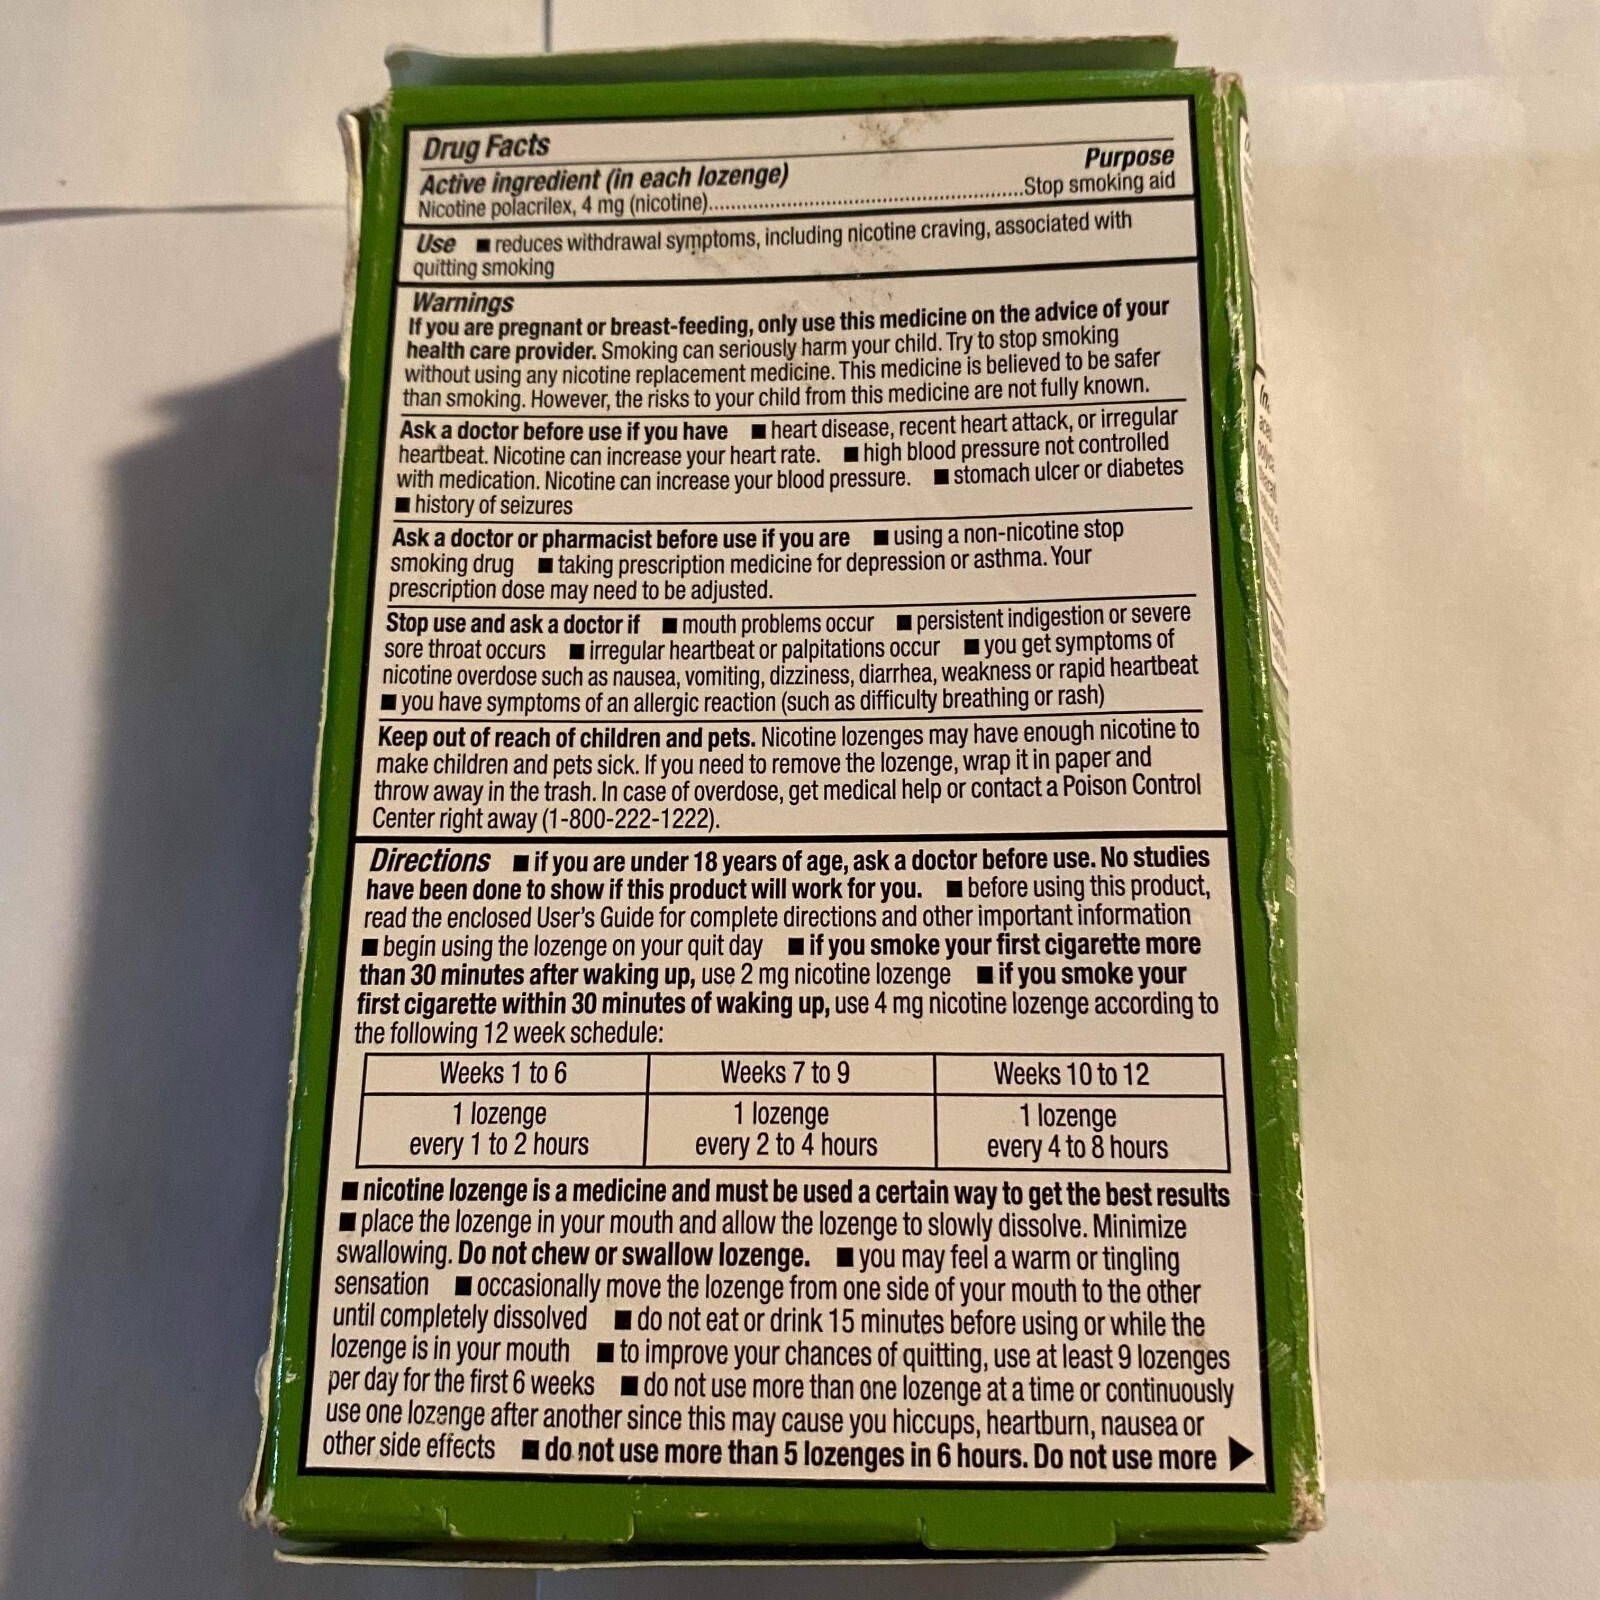 Drug Facts
Active ingredient (in each lozenge) Purpose
Nicotine polacrilex, 4 mg (nicotine)..................................................Stop smoking aid
Use ■ reduces withdrawal symptoms, including nicotine craving, associated with
quitting smoking
Warnings
If you are pregnant or breast-feeding, only use this medicine on the advice of your
health care provider. Smoking can seriously harm your child. Try to stop smoking
without using any nicotine replacement medicine. This medicine is believed to be safer
than smoking. However, the risks to your child from this medicine are not fully known.
Ask a doctor before use if you have ■ heart disease, recent heart attack, or irregular
heartbeat. Nicotine can increase your heart rate. ■ high blood pressure not controlled
with medication. Nicotine can increase your blood pressure. ■ stomach ulcer or diabetes
■ history of seizures
Ask a doctor or pharmacist before use if you are ■ using a non-nicotine stop
smoking drug ■ taking prescription medicine for depression or asthma. Your
prescription dose may need to be adjusted.
Stop use and ask a doctor if ■ mouth problems occur ■ persistent indigestion or severe
sore throat occurs ■ irregular heartbeat or palpitations occur ■ you get symptoms of
nicotine overdose such as nausea, vomiting, dizziness, diarrhea, weakness or rapid heartbeat
■ you have symptoms of an allergic reaction (such as difficulty breathing or rash)
Keep out of reach of children and pets. Nicotine lozenges may have enough nicotine to
make children and pets sick. If you need to remove the lozenge, wrap it in paper and
throw away in the trash. In case of overdose, get medical help or contact a Poison Control
Center right away (1-800-222-1222).
Directions ■ if you are under 18 years of age, ask a doctor before use. No studies
have been done to show if this product will work for you. ■ before using this product,
read the enclosed User's Guide for complete directions and other important information
■ begin using the lozenge on your quit day ■ if you smoke your first cigarette more
than 30 minutes after waking up, use 2 mg nicotine lozenge ■ if you smoke your
first cigarette within 30 minutes of waking up, use 4 mg nicotine lozenge according to
the following 12 week schedule:
Weeks 1 to 6 Weeks 7 to 9 Weeks 10 to 12
1 lozenge 1 lozenge 1 lozenge
every 1 to 2 hours every 2 to 4 hours every 4 to 8 hours
■ nicotine lozenge is a medicine and must be used a certain way to get the best results
■ place the lozenge in your mouth and allow the lozenge to slowly dissolve. Minimize
swallowing. Do not chew or swallow lozenge. ■ you may feel a warm or tingling
sensation ■ occasionally move the lozenge from one side of your mouth to the other
until completely dissolved ■ do not eat or drink 15 minutes before using or while the
lozenge is in your mouth ■ to improve your chances of quitting, use at least 9 lozenges
per day for the first 6 weeks ■ do not use more than one lozenge at a time or continuously
use one lozenge after another since this may cause you hiccups, heartburn, nausea or
other side effects ■ do not use more than 5 lozenges in 6 hours. Do not use more ▶